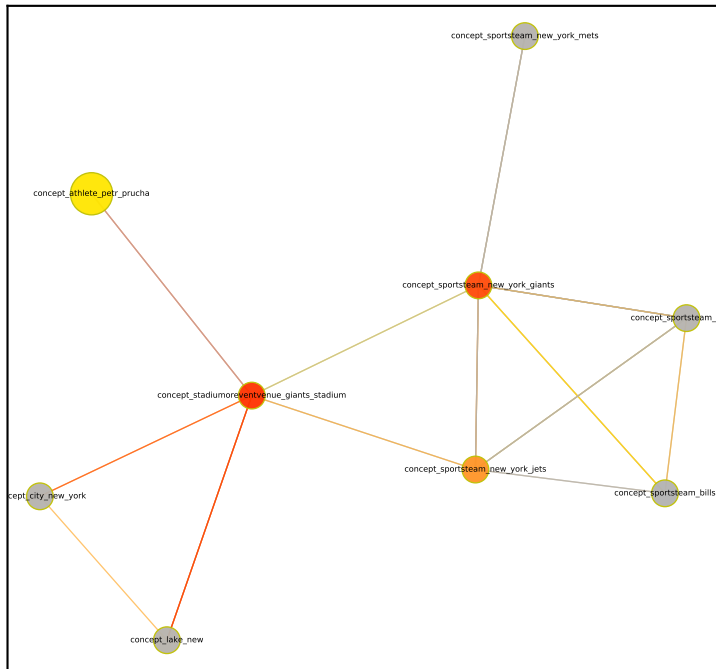 concept_sportsteam_new_york_mets
concept_athlete_petr_prucha
concept_sportsteam_new_york_giants
concept_sportsteam_
concept_stadiumoreventvenue_giants_stadium
concept_sportsteam_new_york_jets
concept_sportsteam_bills
cept_city_new_york
concept_lake_new